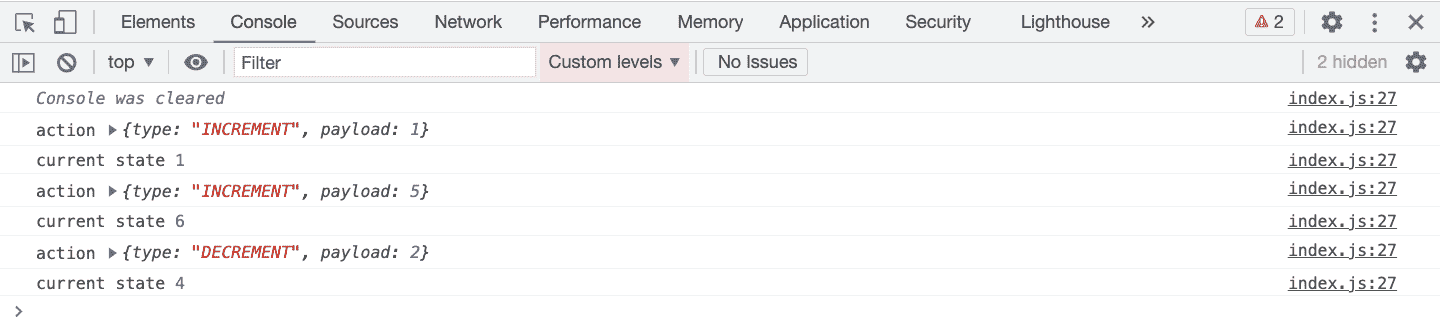 Elements Console Sources Network Performance Memory Application Security Lighthouse » 2
top ▼ Filter Custom levels ▼ No Issues 2 hidden
Console was cleared index.js:27
action ▶{type: "INCREMENT", payload: 1} index.js:27
current state 1 index.js:27
action ▶{type: "INCREMENT", payload: 5} index.js:27
current state 6 index.js:27
action ▶{type: "DECREMENT", payload: 2} index.js:27
current state 4 index.js:27
>